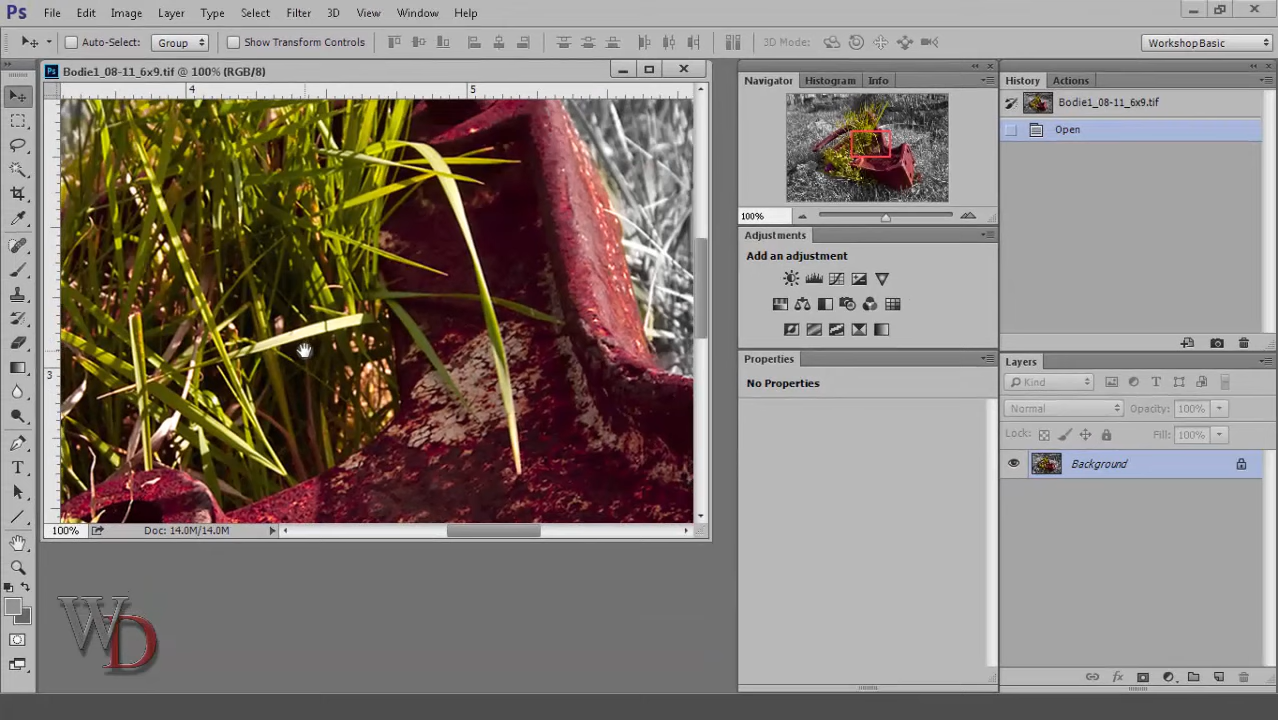 Ps File Edit Image Layer Type Select Filter 3D View Window Help
Auto-Select: Group Show Transform Controls 3D Mode: WorkshopBasic
Bodie1_08-11_6x9.tif @ 100% (RGB/8)
4 5
3
100% Doc: 14.0M/14.0M
WD
Navigator Histogram Info
100%
Adjustments
Add an adjustment
Properties
No Properties
History Actions
Bodie1_08-11_6x9.tif
Open
Layers
Kind
Normal Opacity: 100%
Lock: Fill: 100%
Background